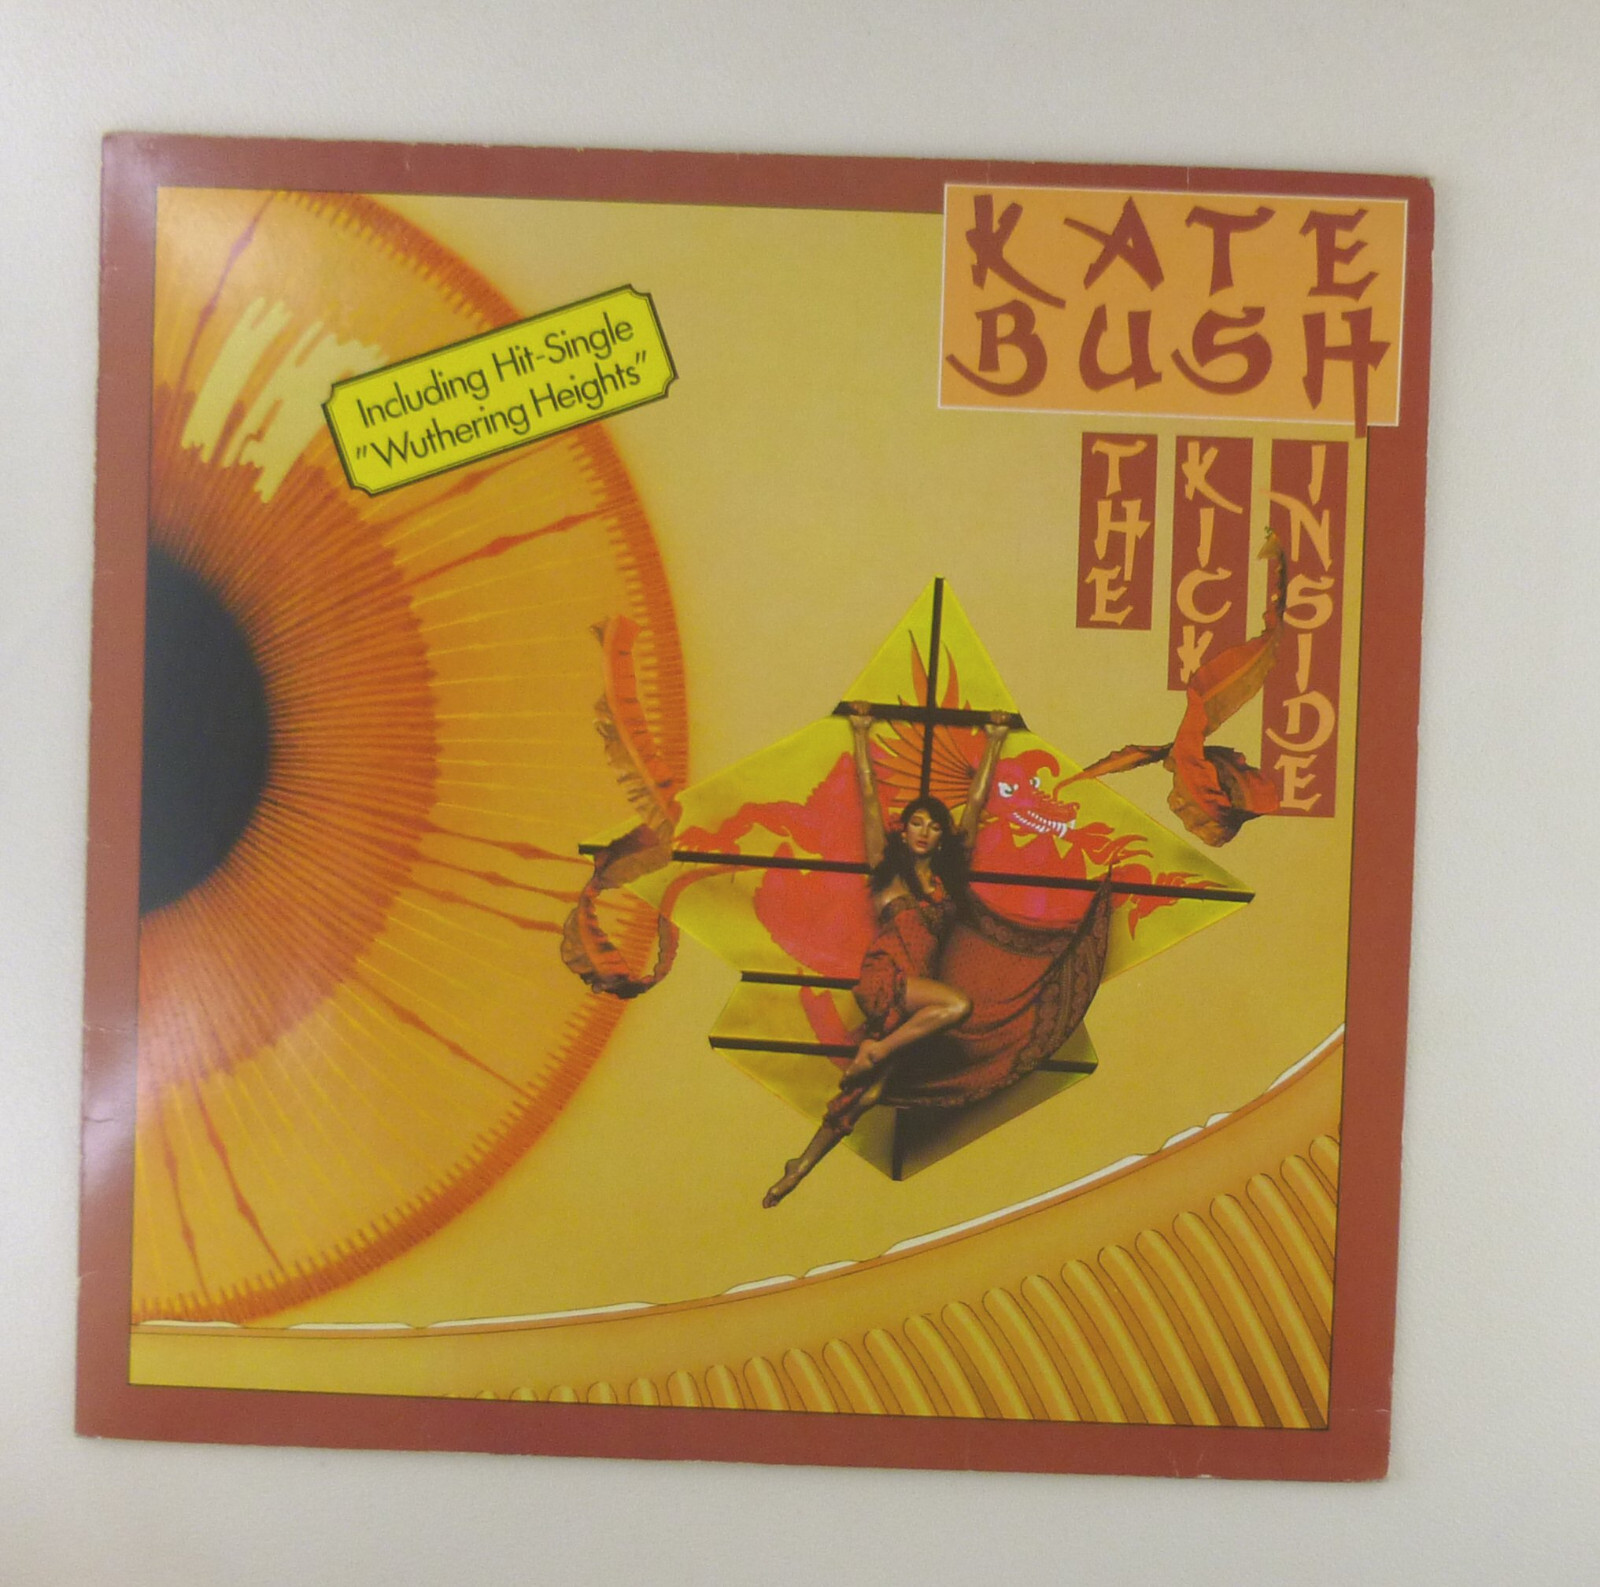 KATE
BUSH
THE
KICK
INSIDE
Including Hit-Single
"Wuthering Heights"